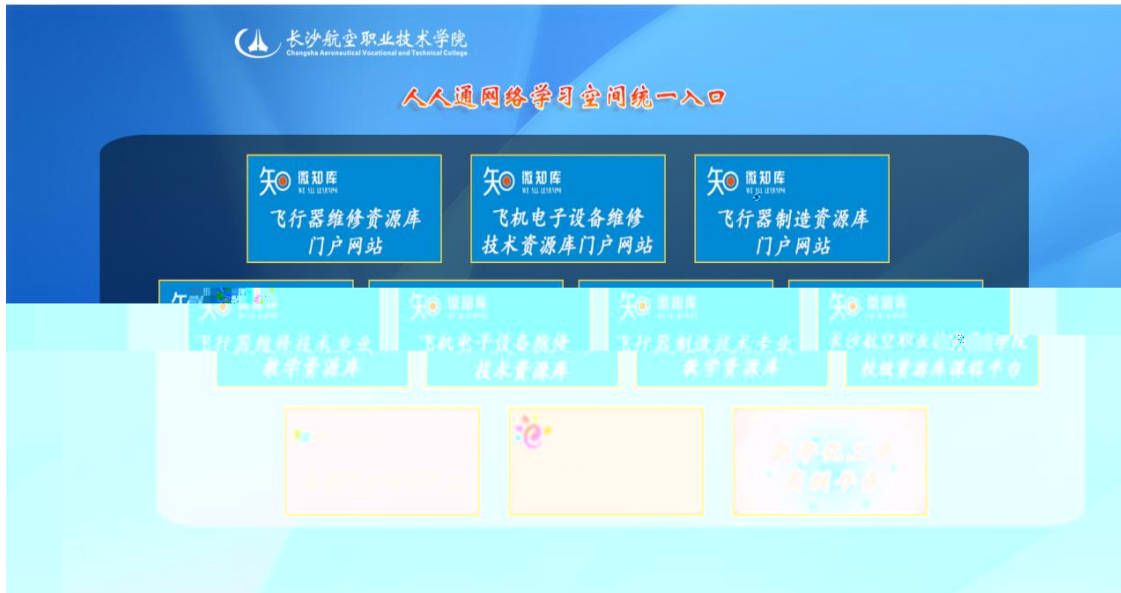 长沙航空职业技术学院
Changsha Aeronautical Vocational and Technical College
人人通网络学习空间统一入口
知 微知库
飞行器维修资源库
门户网站
知 微知库
飞机电子设备维修
技术资源库门户网站
知 微知库
飞行器制造资源库
门户网站
知 微知库
飞行器维修技术专业
教学资源库
知 微知库
飞机电子设备维修
技术资源库
知 微知库
飞行器制造技术专业
教学资源库
知 微知库
长沙航空职业技术学院
校级资源库课程平台